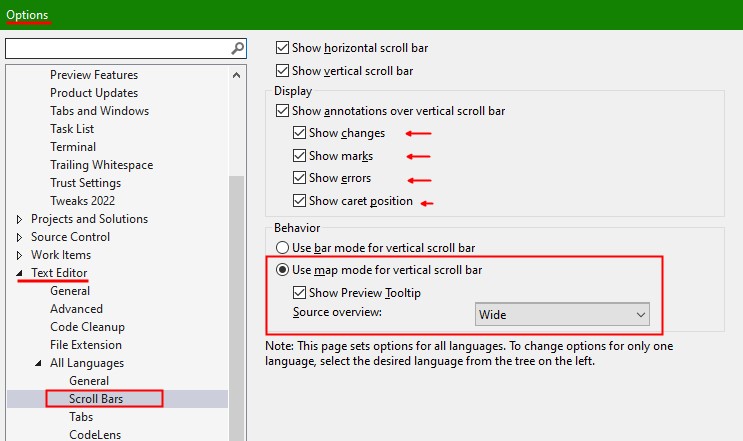 Options
Preview Features
Product Updates
Tabs and Windows
Task List
Terminal
Trailing Whitespace
Trust Settings
Tweaks 2022
Projects and Solutions
Source Control
Work Items
Text Editor
General
Advanced
Code Cleanup
File Extension
All Languages
General
Scroll Bars
Tabs
CodeLens
Show horizontal scroll bar
Show vertical scroll bar
Display
Show annotations over vertical scroll bar
Show changes
Show marks
Show errors
Show caret position
Behavior
Use bar mode for vertical scroll bar
Use map mode for vertical scroll bar
Show Preview Tooltip
Source overview: Wide
Note: This page sets options for all languages. To change options for only one
language, select the desired language from the tree on the left.